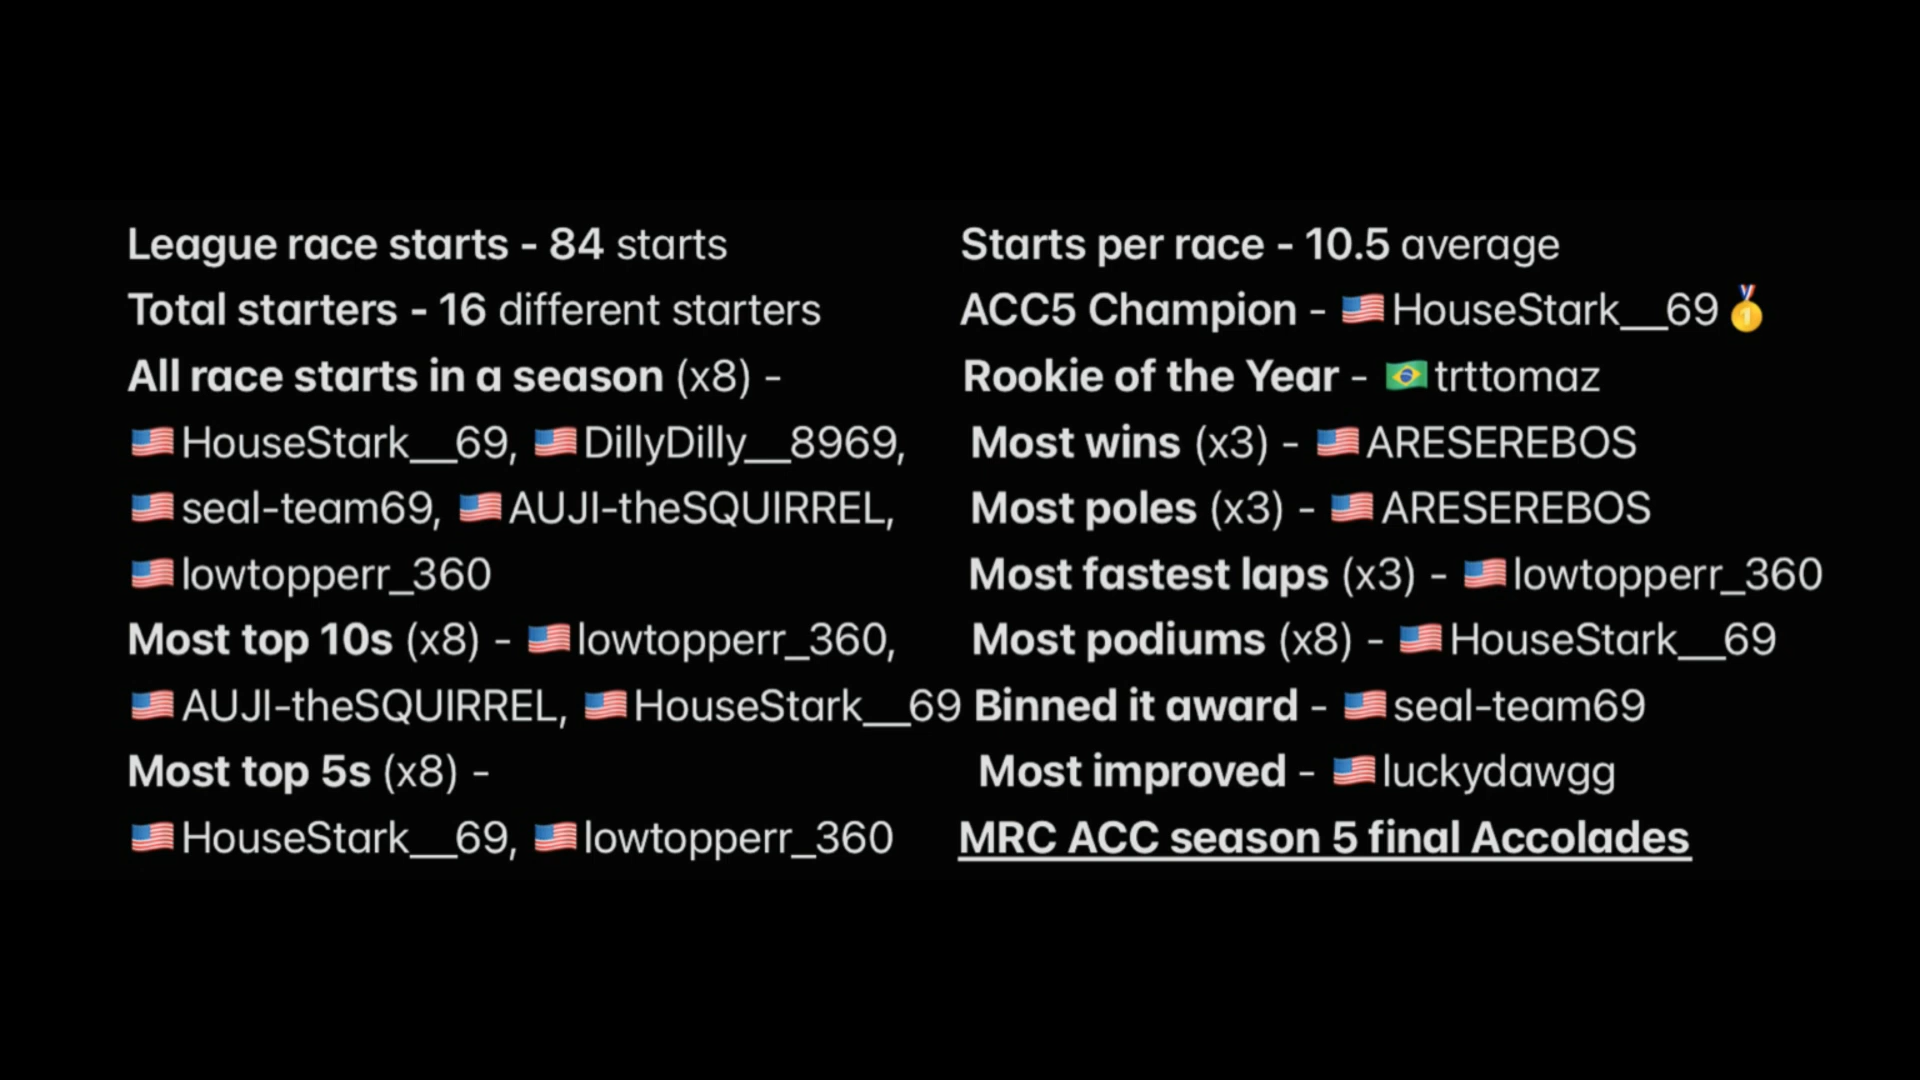 League race starts - 84 starts
Total starters - 16 different starters
All race starts in a season (x8) -
🇺🇸HouseStark__69, 🇺🇸DillyDilly__8969,
🇺🇸seal-team69, 🇺🇸AUJI-theSQUIRREL,
🇺🇸lowtopperr_360
Most top 10s (x8) - 🇺🇸lowtopperr_360,
🇺🇸AUJI-theSQUIRREL, 🇺🇸HouseStark__69
Most top 5s (x8) -
🇺🇸HouseStark__69, 🇺🇸lowtopperr_360
Starts per race - 10.5 average
ACC5 Champion - 🇺🇸HouseStark__69🥇
Rookie of the Year - 🇧🇷trttomaz
Most wins (x3) - 🇺🇸ARESEREBOS
Most poles (x3) - 🇺🇸ARESEREBOS
Most fastest laps (x3) - 🇺🇸lowtopperr_360
Most podiums (x8) - 🇺🇸HouseStark__69
Binned it award - 🇺🇸seal-team69
Most improved - 🇺🇸luckydawgg
MRC ACC season 5 final Accolades